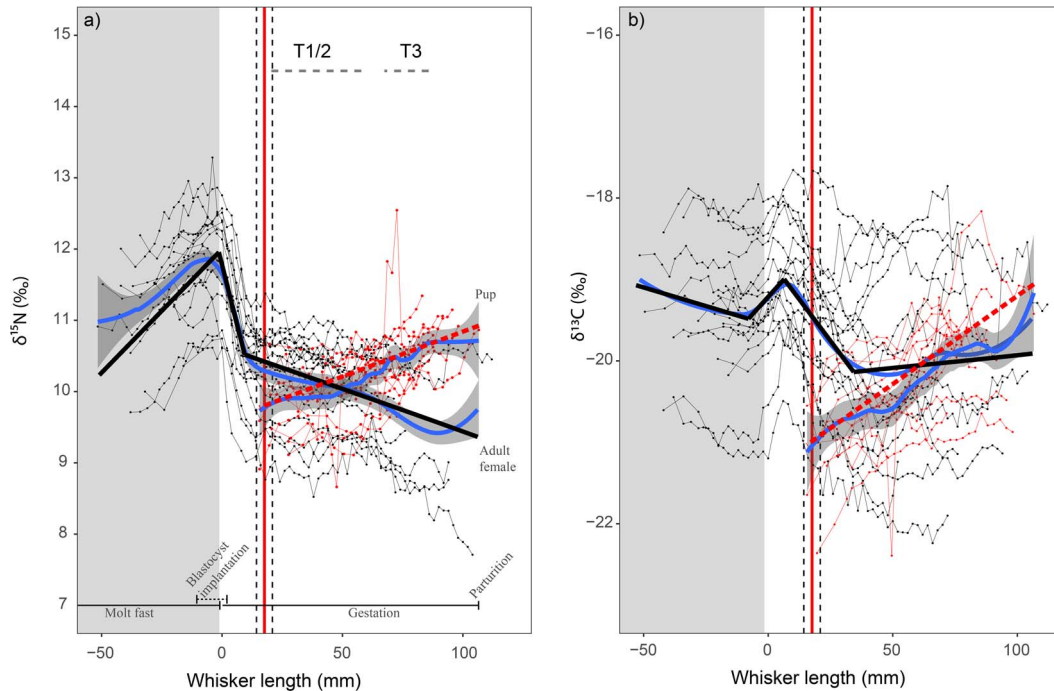 a)
T1/2
T3
δ¹⁵N (‰)
15
14
13
12
11
10
9
8
7
Pup
Adult
female
Blastocyst
implantation
Parturition
Molt fast
Gestation
−50
0
50
100
Whisker length (mm)
b)
δ¹³C (‰)
−16
−18
−20
−22
−50
0
50
100
Whisker length (mm)